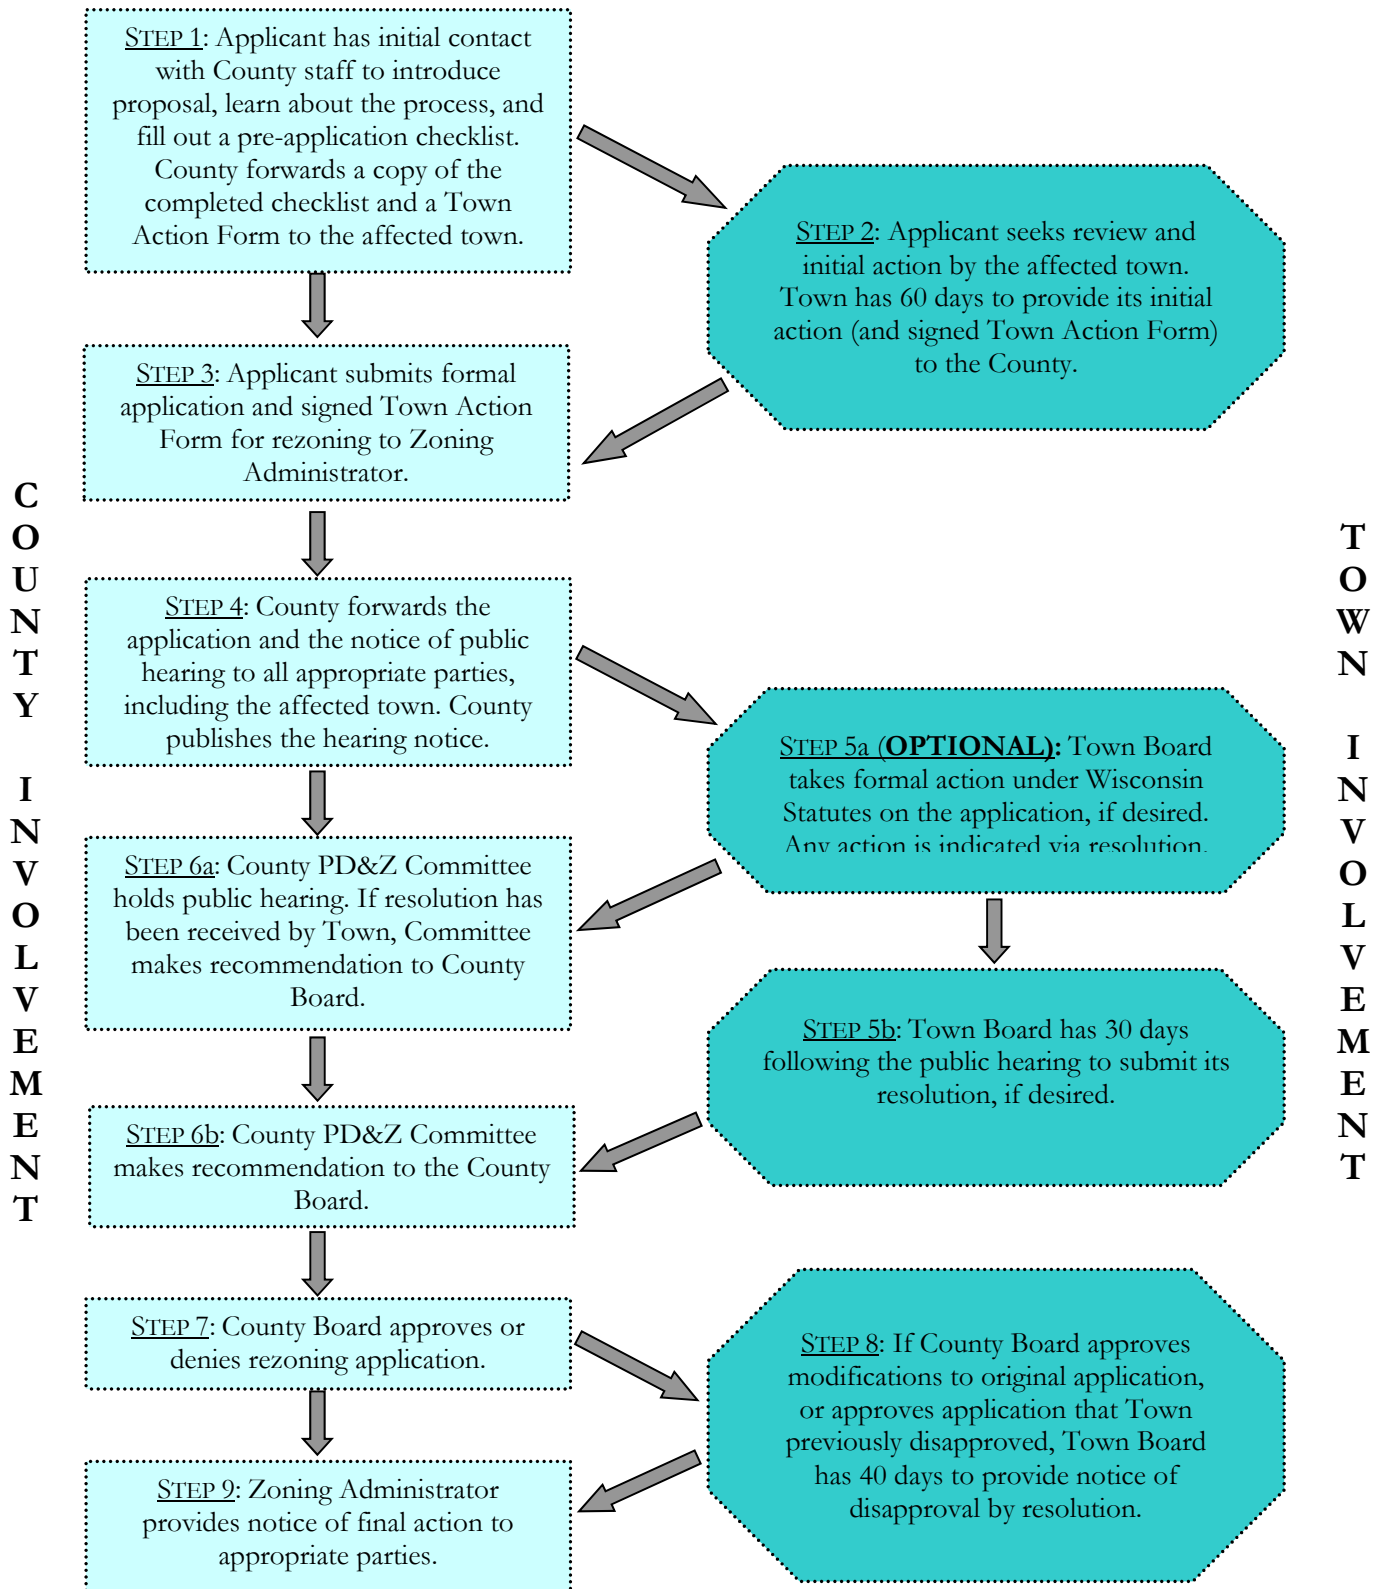 STEP 1: Applicant has initial contact
with County staff to introduce
proposal, learn about the process, and
fill out a pre-application checklist.
County forwards a copy of the
completed checklist and a Town
Action Form to the affected town.
STEP 2: Applicant seeks review and
initial action by the affected town.
Town has 60 days to provide its initial
action (and signed Town Action Form)
to the County.
STEP 3: Applicant submits formal
application and signed Town Action
Form for rezoning to Zoning
Administrator.
COUNTY INVOLVEMENT
TOWN INVOLVEMENT
STEP 4: County forwards the
application and the notice of public
hearing to all appropriate parties,
including the affected town. County
publishes the hearing notice.
STEP 5a (OPTIONAL): Town Board
takes formal action under Wisconsin
Statutes on the application, if desired.
Any action is indicated via resolution.
STEP 6a: County PD&Z Committee
holds public hearing. If resolution has
been received by Town, Committee
makes recommendation to County
Board.
STEP 5b: Town Board has 30 days
following the public hearing to submit its
resolution, if desired.
STEP 6b: County PD&Z Committee
makes recommendation to the County
Board.
STEP 7: County Board approves or
denies rezoning application.
STEP 8: If County Board approves
modifications to original application,
or approves application that Town
previously disapproved, Town Board
has 40 days to provide notice of
disapproval by resolution.
STEP 9: Zoning Administrator
provides notice of final action to
appropriate parties.